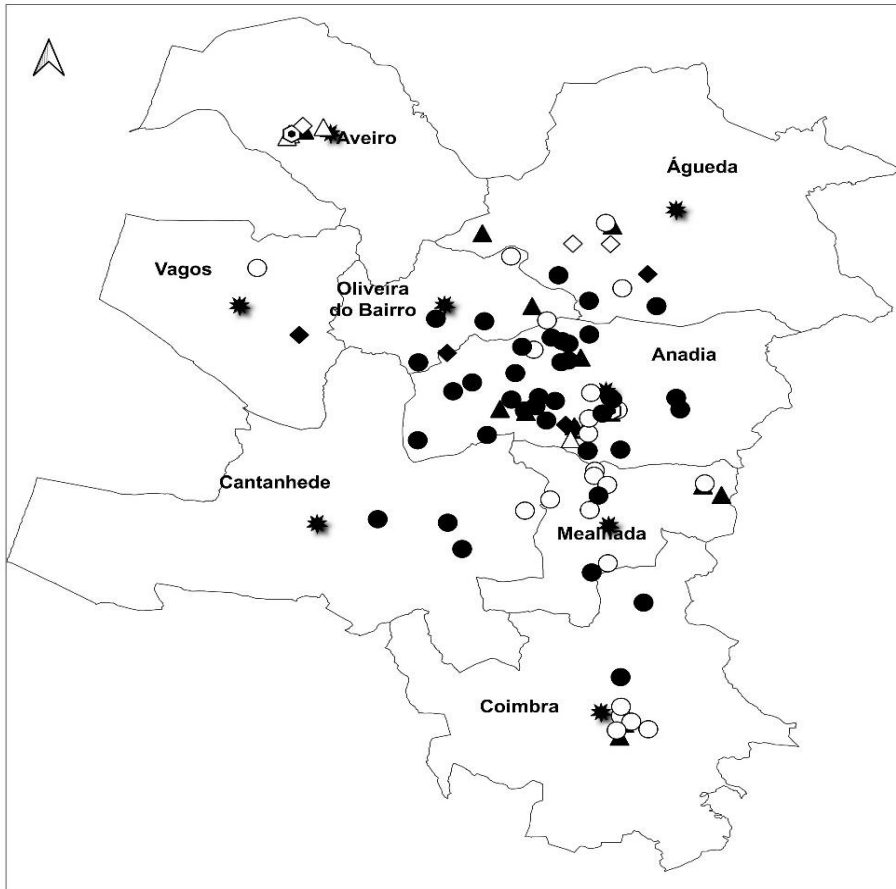 Aveiro
Águeda
Vagos
Oliveira
do Bairro
Anadia
Cantanhede
Mealhada
Coimbra